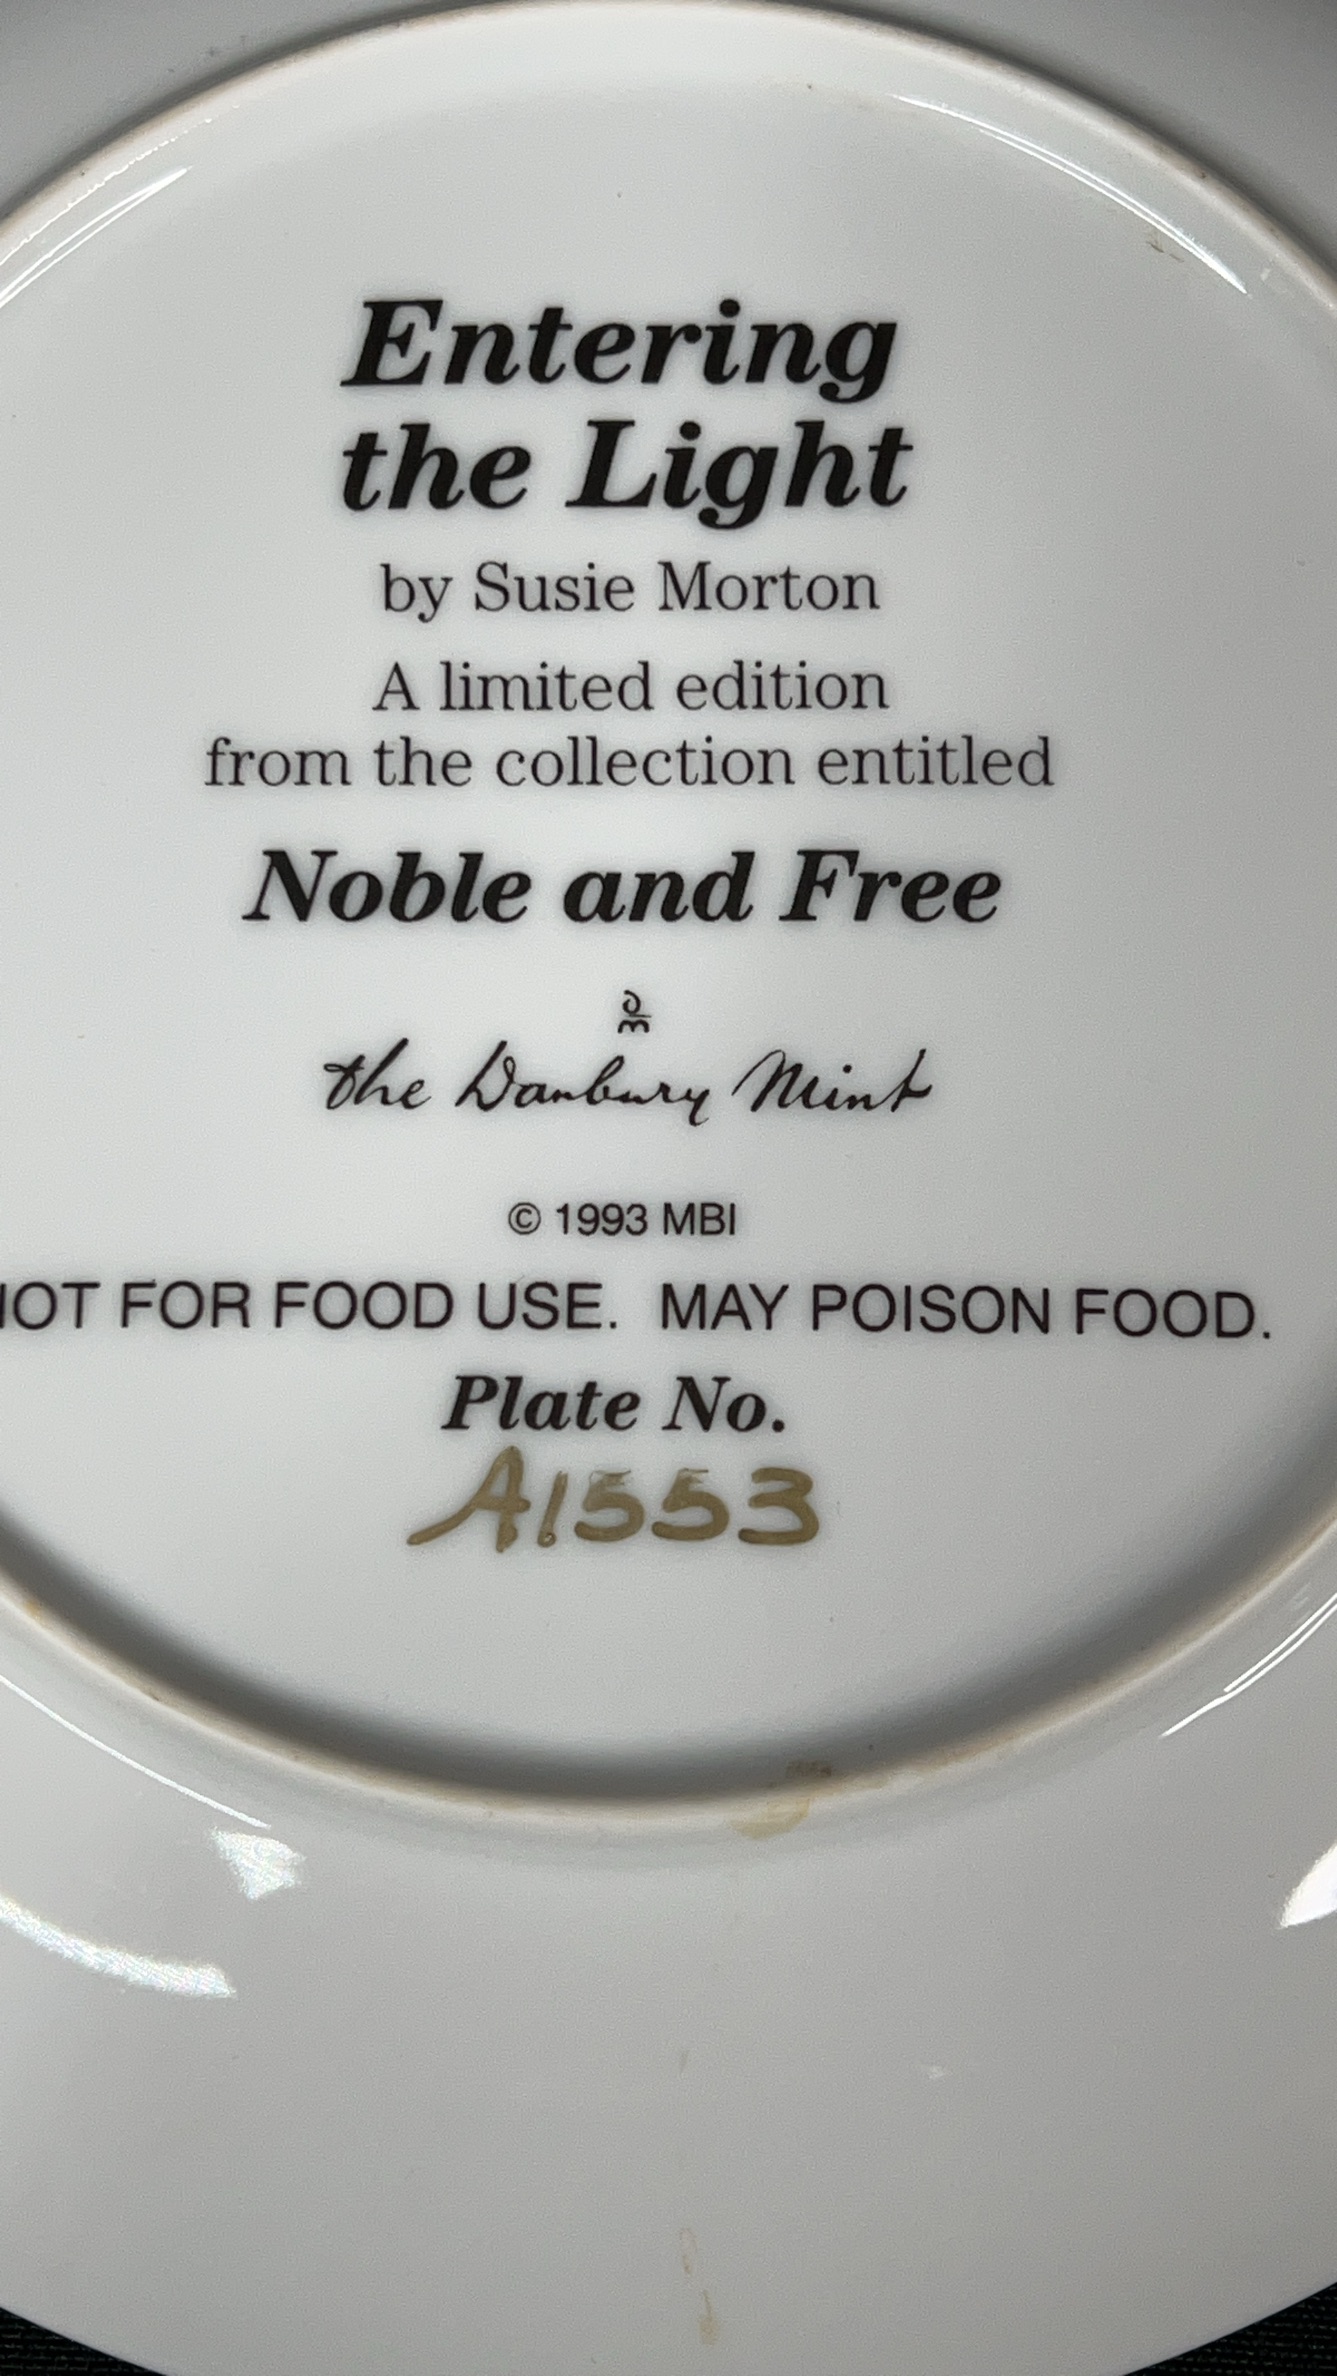 Entering
the Light
by Susie Morton
A limited edition
from the collection entitled
Noble and Free
the Danbury Mint
© 1993 MBI
FOR FOOD USE. MAY POISON FOOD.
Plate No.
A1553